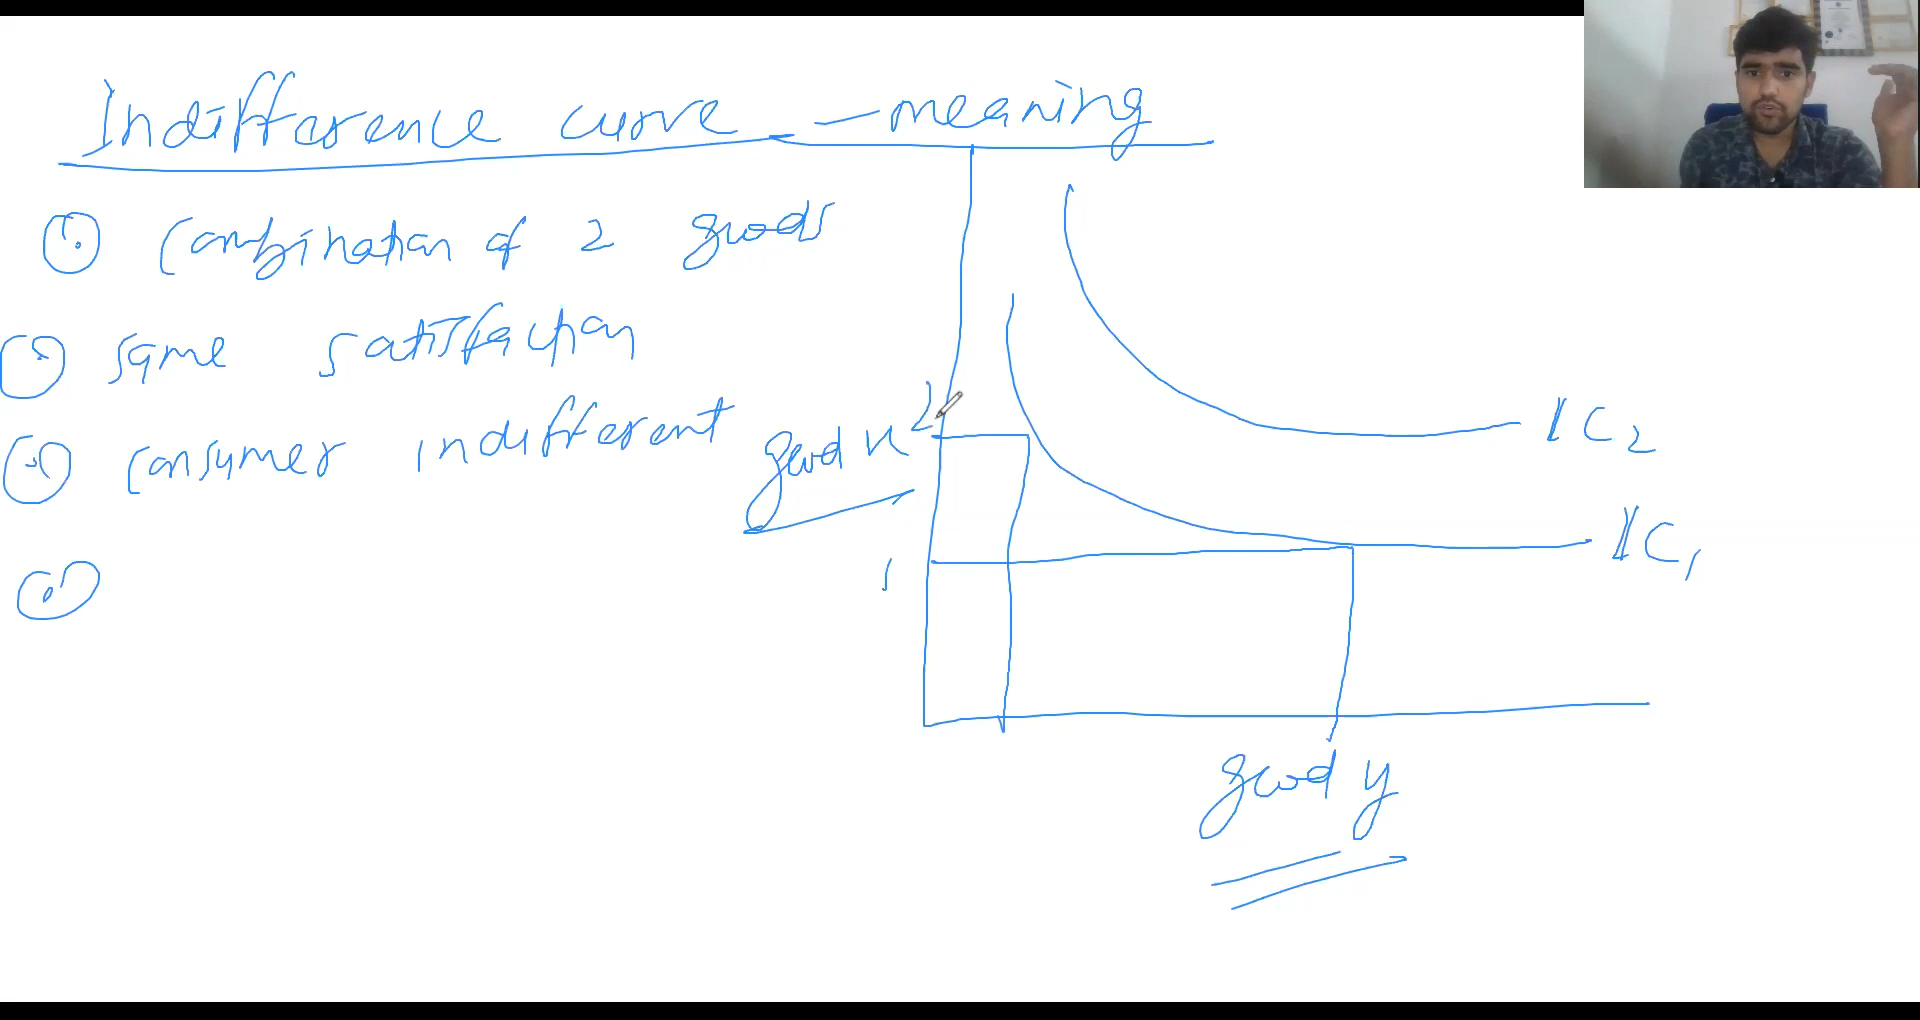 Indifference curve - meaning
combination of 2 goods
same satisfaction
consumer indifferent
good x
2
1
IC2
IC1
good y